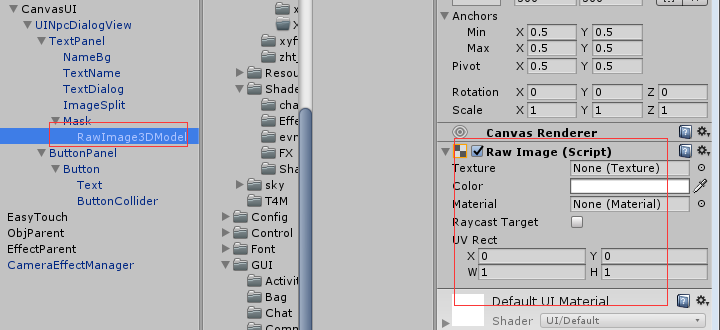 CanvasUI
UINpcDialogView
TextPanel
NameBg
TextName
TextDialog
ImageSplit
Mask
RawImage3DModel
ButtonPanel
Button
Text
ButtonCollider
EasyTouch
ObjParent
EffectParent
CameraEffectManager
xyf
zht_
Resou
Shade
cha
Effe
evn
FX
Sha
sky
T4M
Config
Control
Font
GUI
Activit
Bag
Chat
Anchors
Min X 0.5 Y 0.5
Max X 0.5 Y 0.5
Pivot X 0.5 Y 0.5
Rotation X 0 Y 0 Z 0
Scale X 1 Y 1 Z 1
Canvas Renderer
Raw Image (Script)
Texture None (Texture)
Color
Material None (Material)
Raycast Target
UV Rect
X 0 Y 0
W 1 H 1
Default UI Material
Shader UI/Default